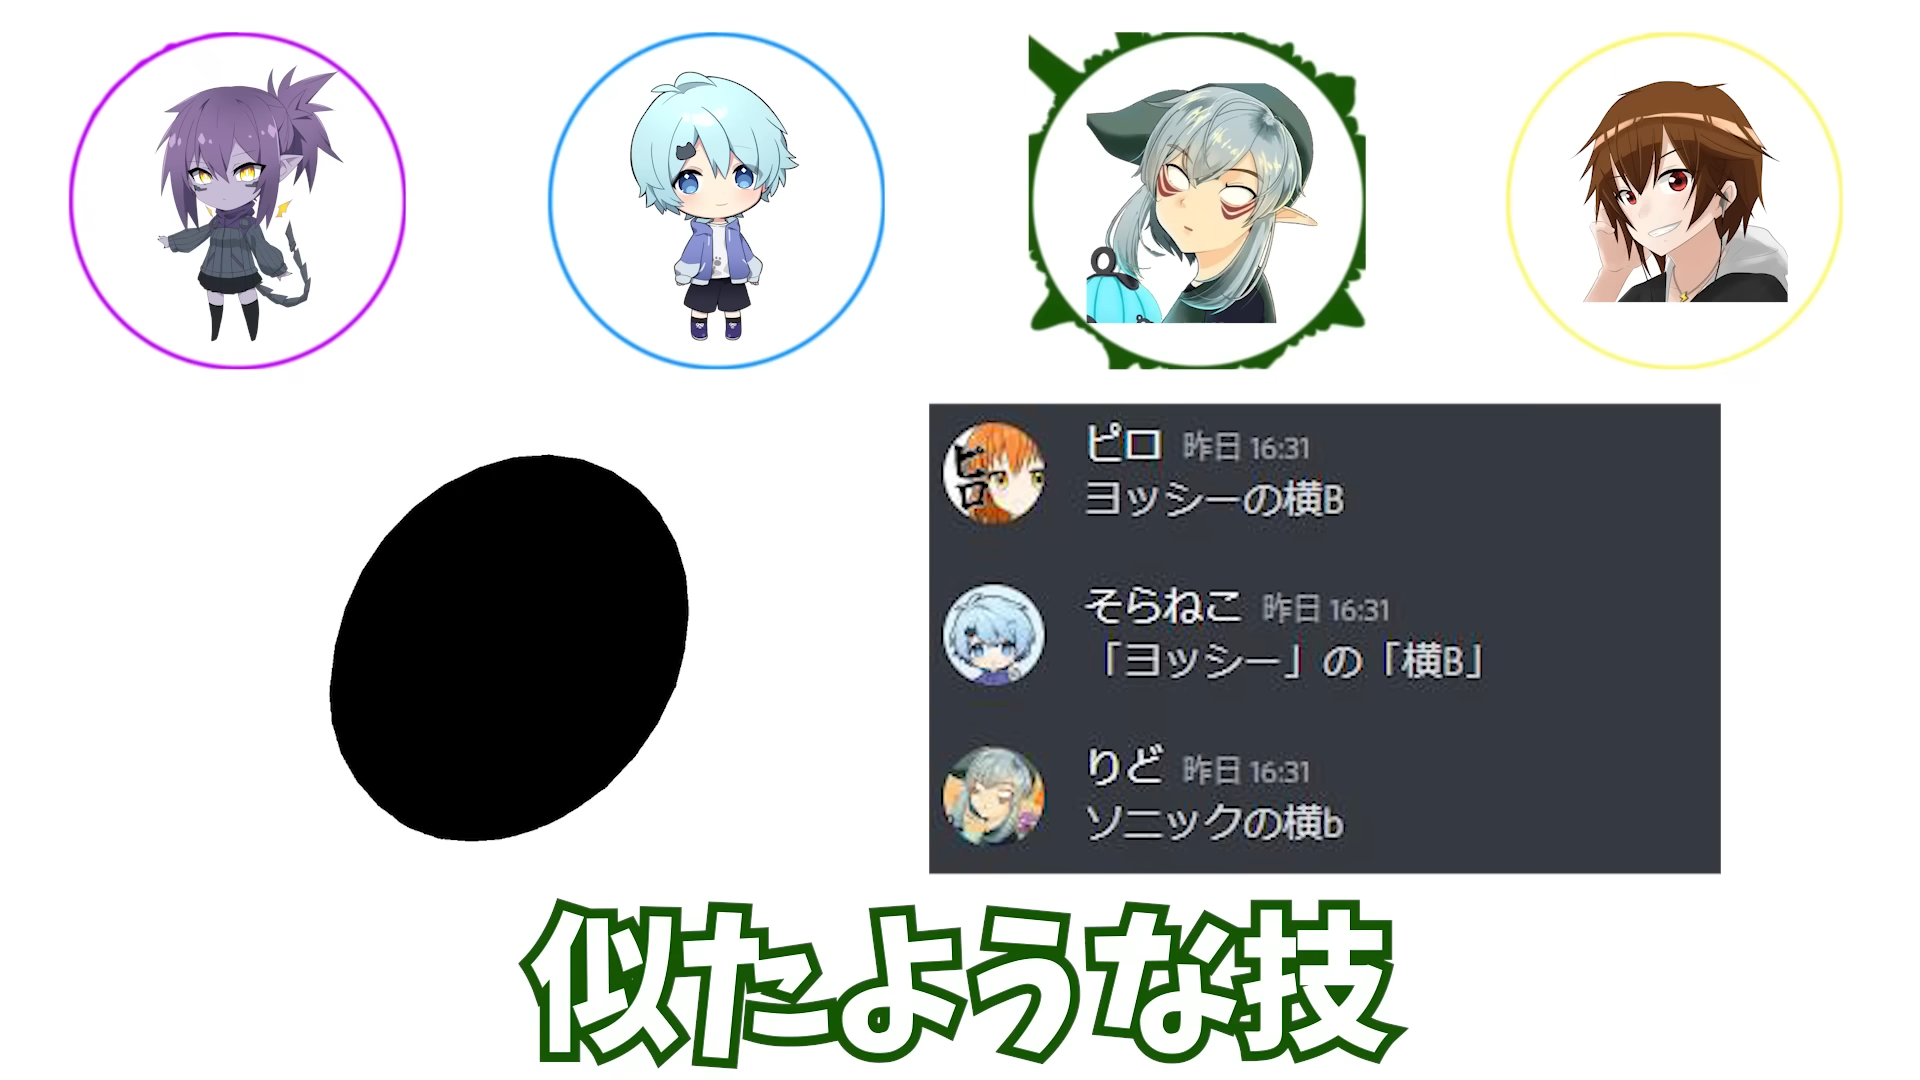 ピロ 昨日 16:31
ヨッシーの横B
そらねこ 昨日 16:31
「ヨッシー」の「横B」
りど 昨日 16:31
ソニックの横b
似たような技
ピロ